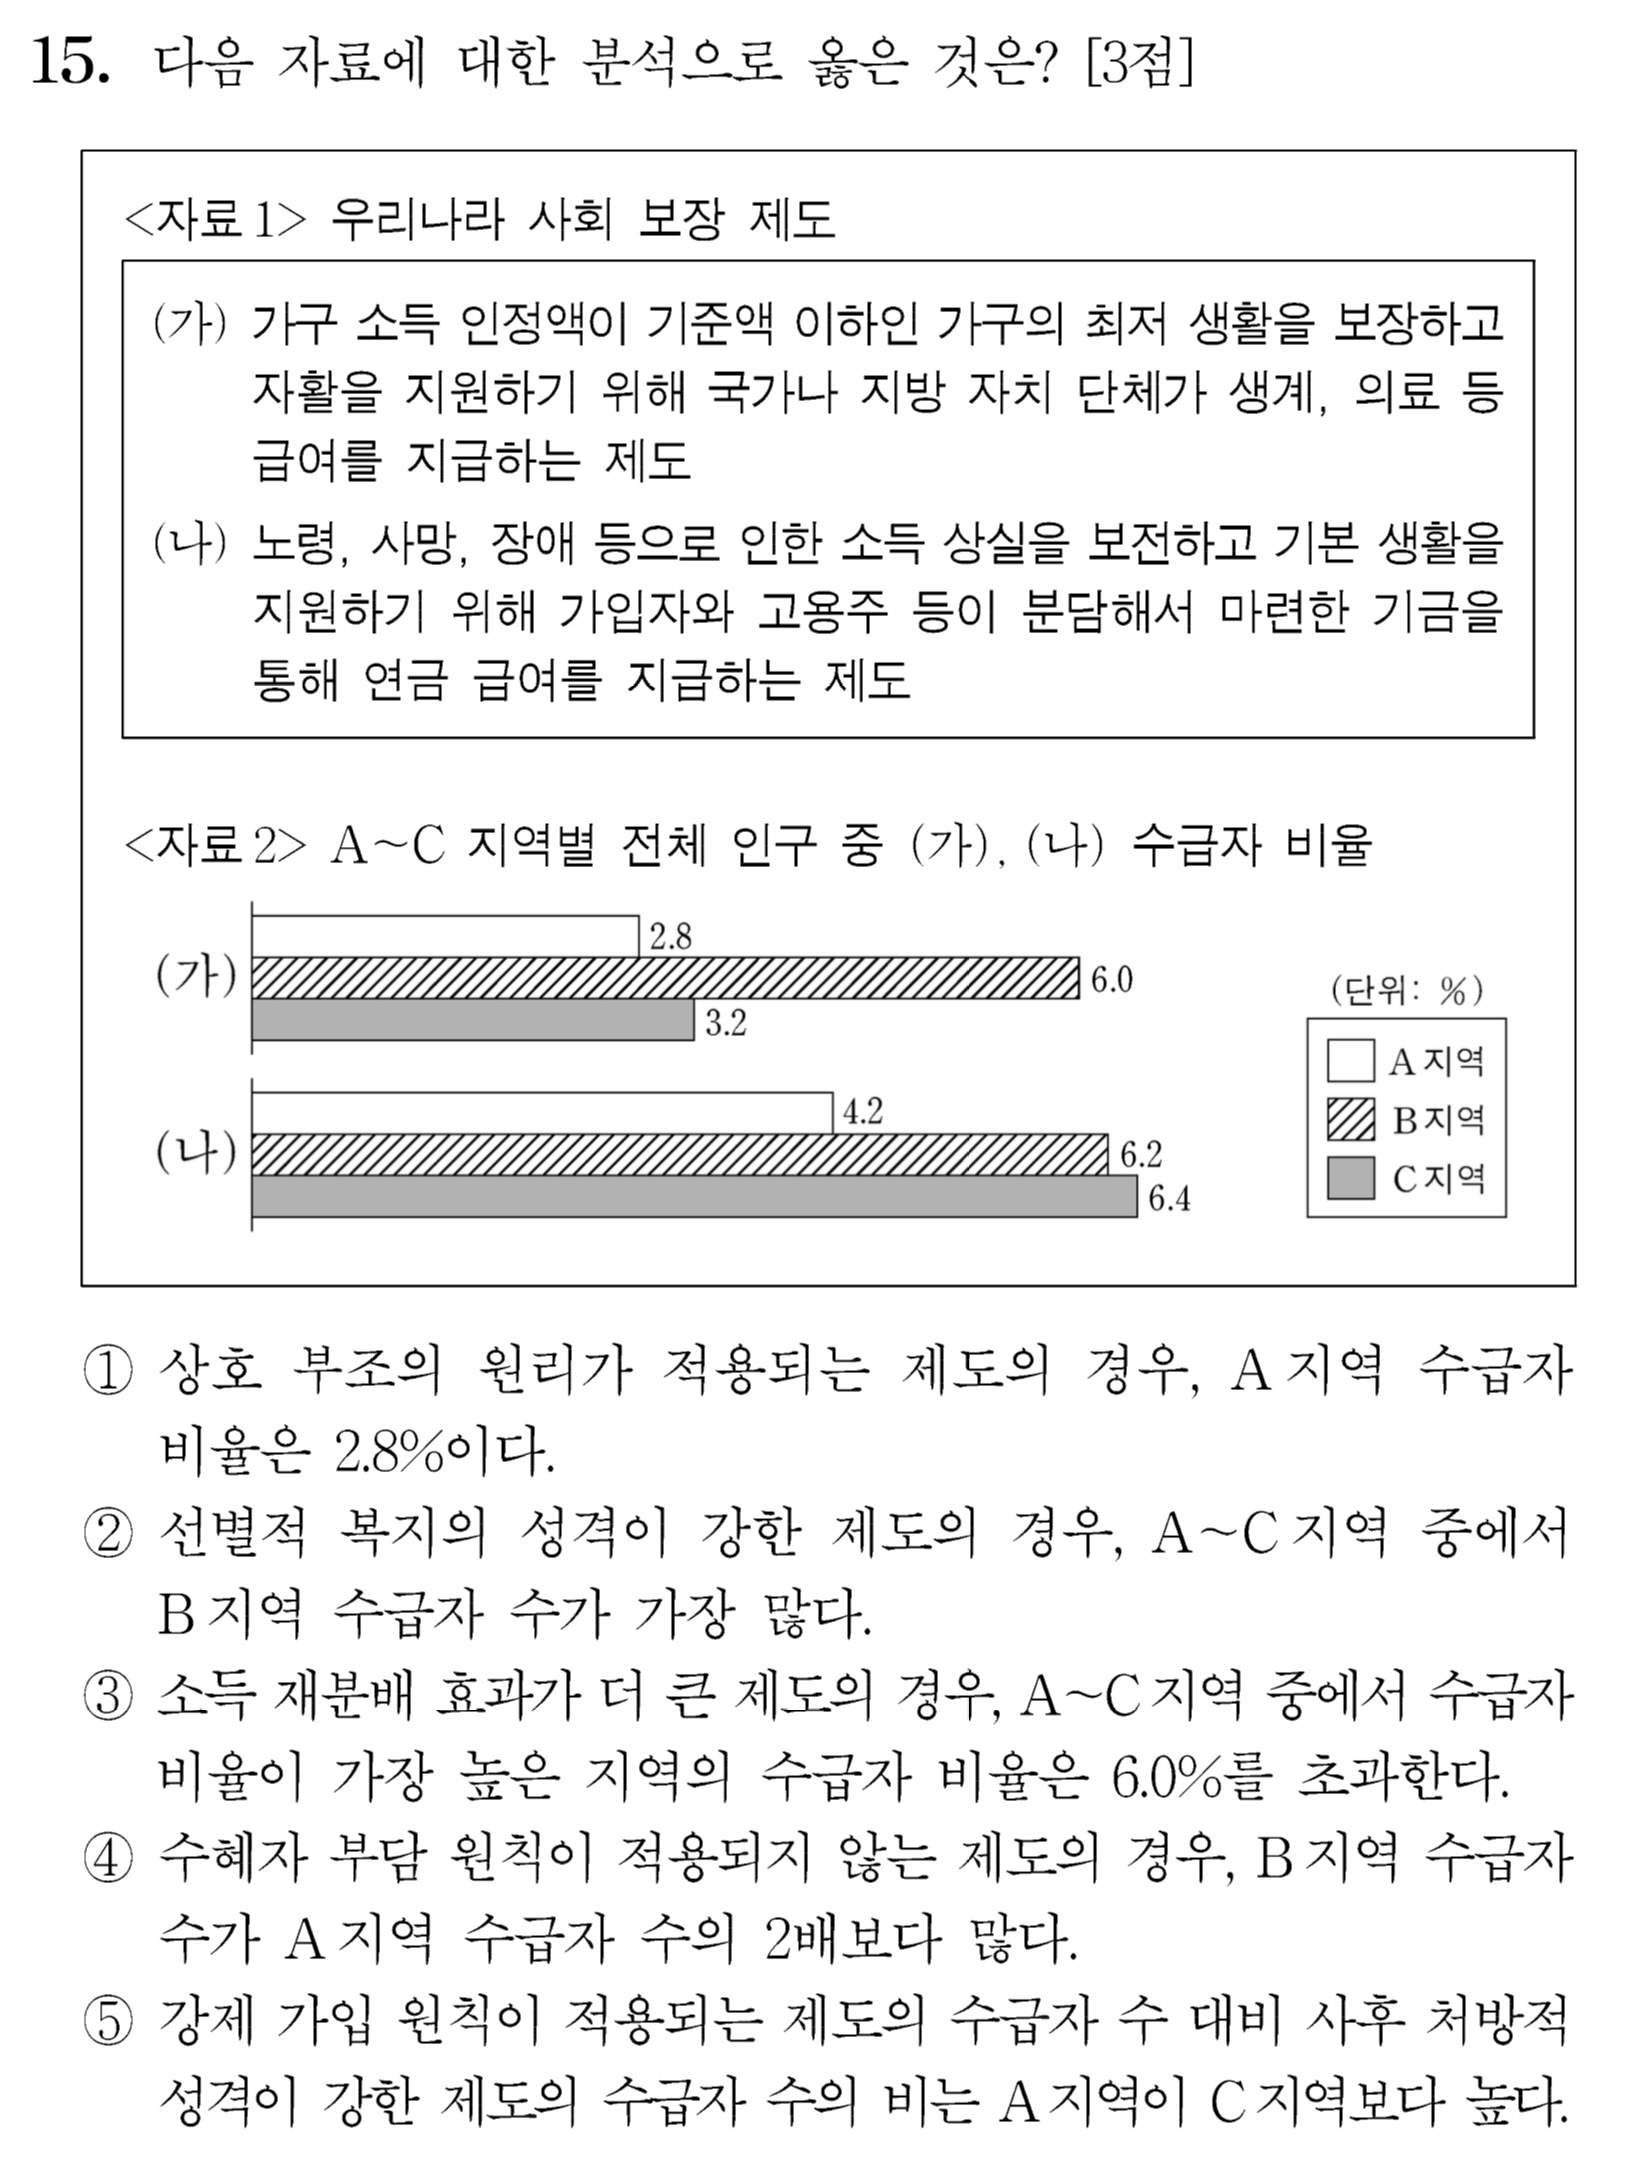 15. 다음 자료에 대한 분석으로 옳은 것은? [3점]
<자료 1> 우리나라 사회 보장 제도
(가) 가구 소득 인정액이 기준액 이하인 가구의 최저 생활을 보장하고
자활을 지원하기 위해 국가나 지방 자치 단체가 생계, 의료 등
급여를 지급하는 제도
(나) 노령, 사망, 장애 등으로 인한 소득 상실을 보전하고 기본 생활을
지원하기 위해 가입자와 고용주 등이 분담해서 마련한 기금을
통해 연금 급여를 지급하는 제도
<자료 2> A~C 지역별 전체 인구 중 (가), (나) 수급자 비율
2.8
(가) 6.0
3.2
4.2
(나) 6.2
6.4
(단위: %)
A 지역
B 지역
C 지역
① 상호 부조의 원리가 적용되는 제도의 경우, A 지역 수급자
비율은 2.8%이다.
② 선별적 복지의 성격이 강한 제도의 경우, A~C 지역 중에서
B 지역 수급자 수가 가장 많다.
③ 소득 재분배 효과가 더 큰 제도의 경우, A~C 지역 중에서 수급자
비율이 가장 높은 지역의 수급자 비율은 6.0%를 초과한다.
④ 수혜자 부담 원칙이 적용되지 않는 제도의 경우, B 지역 수급자
수가 A 지역 수급자 수의 2배보다 많다.
⑤ 강제 가입 원칙이 적용되는 제도의 수급자 수 대비 사후 처방적
성격이 강한 제도의 수급자 수의 비는 A 지역이 C 지역보다 높다.